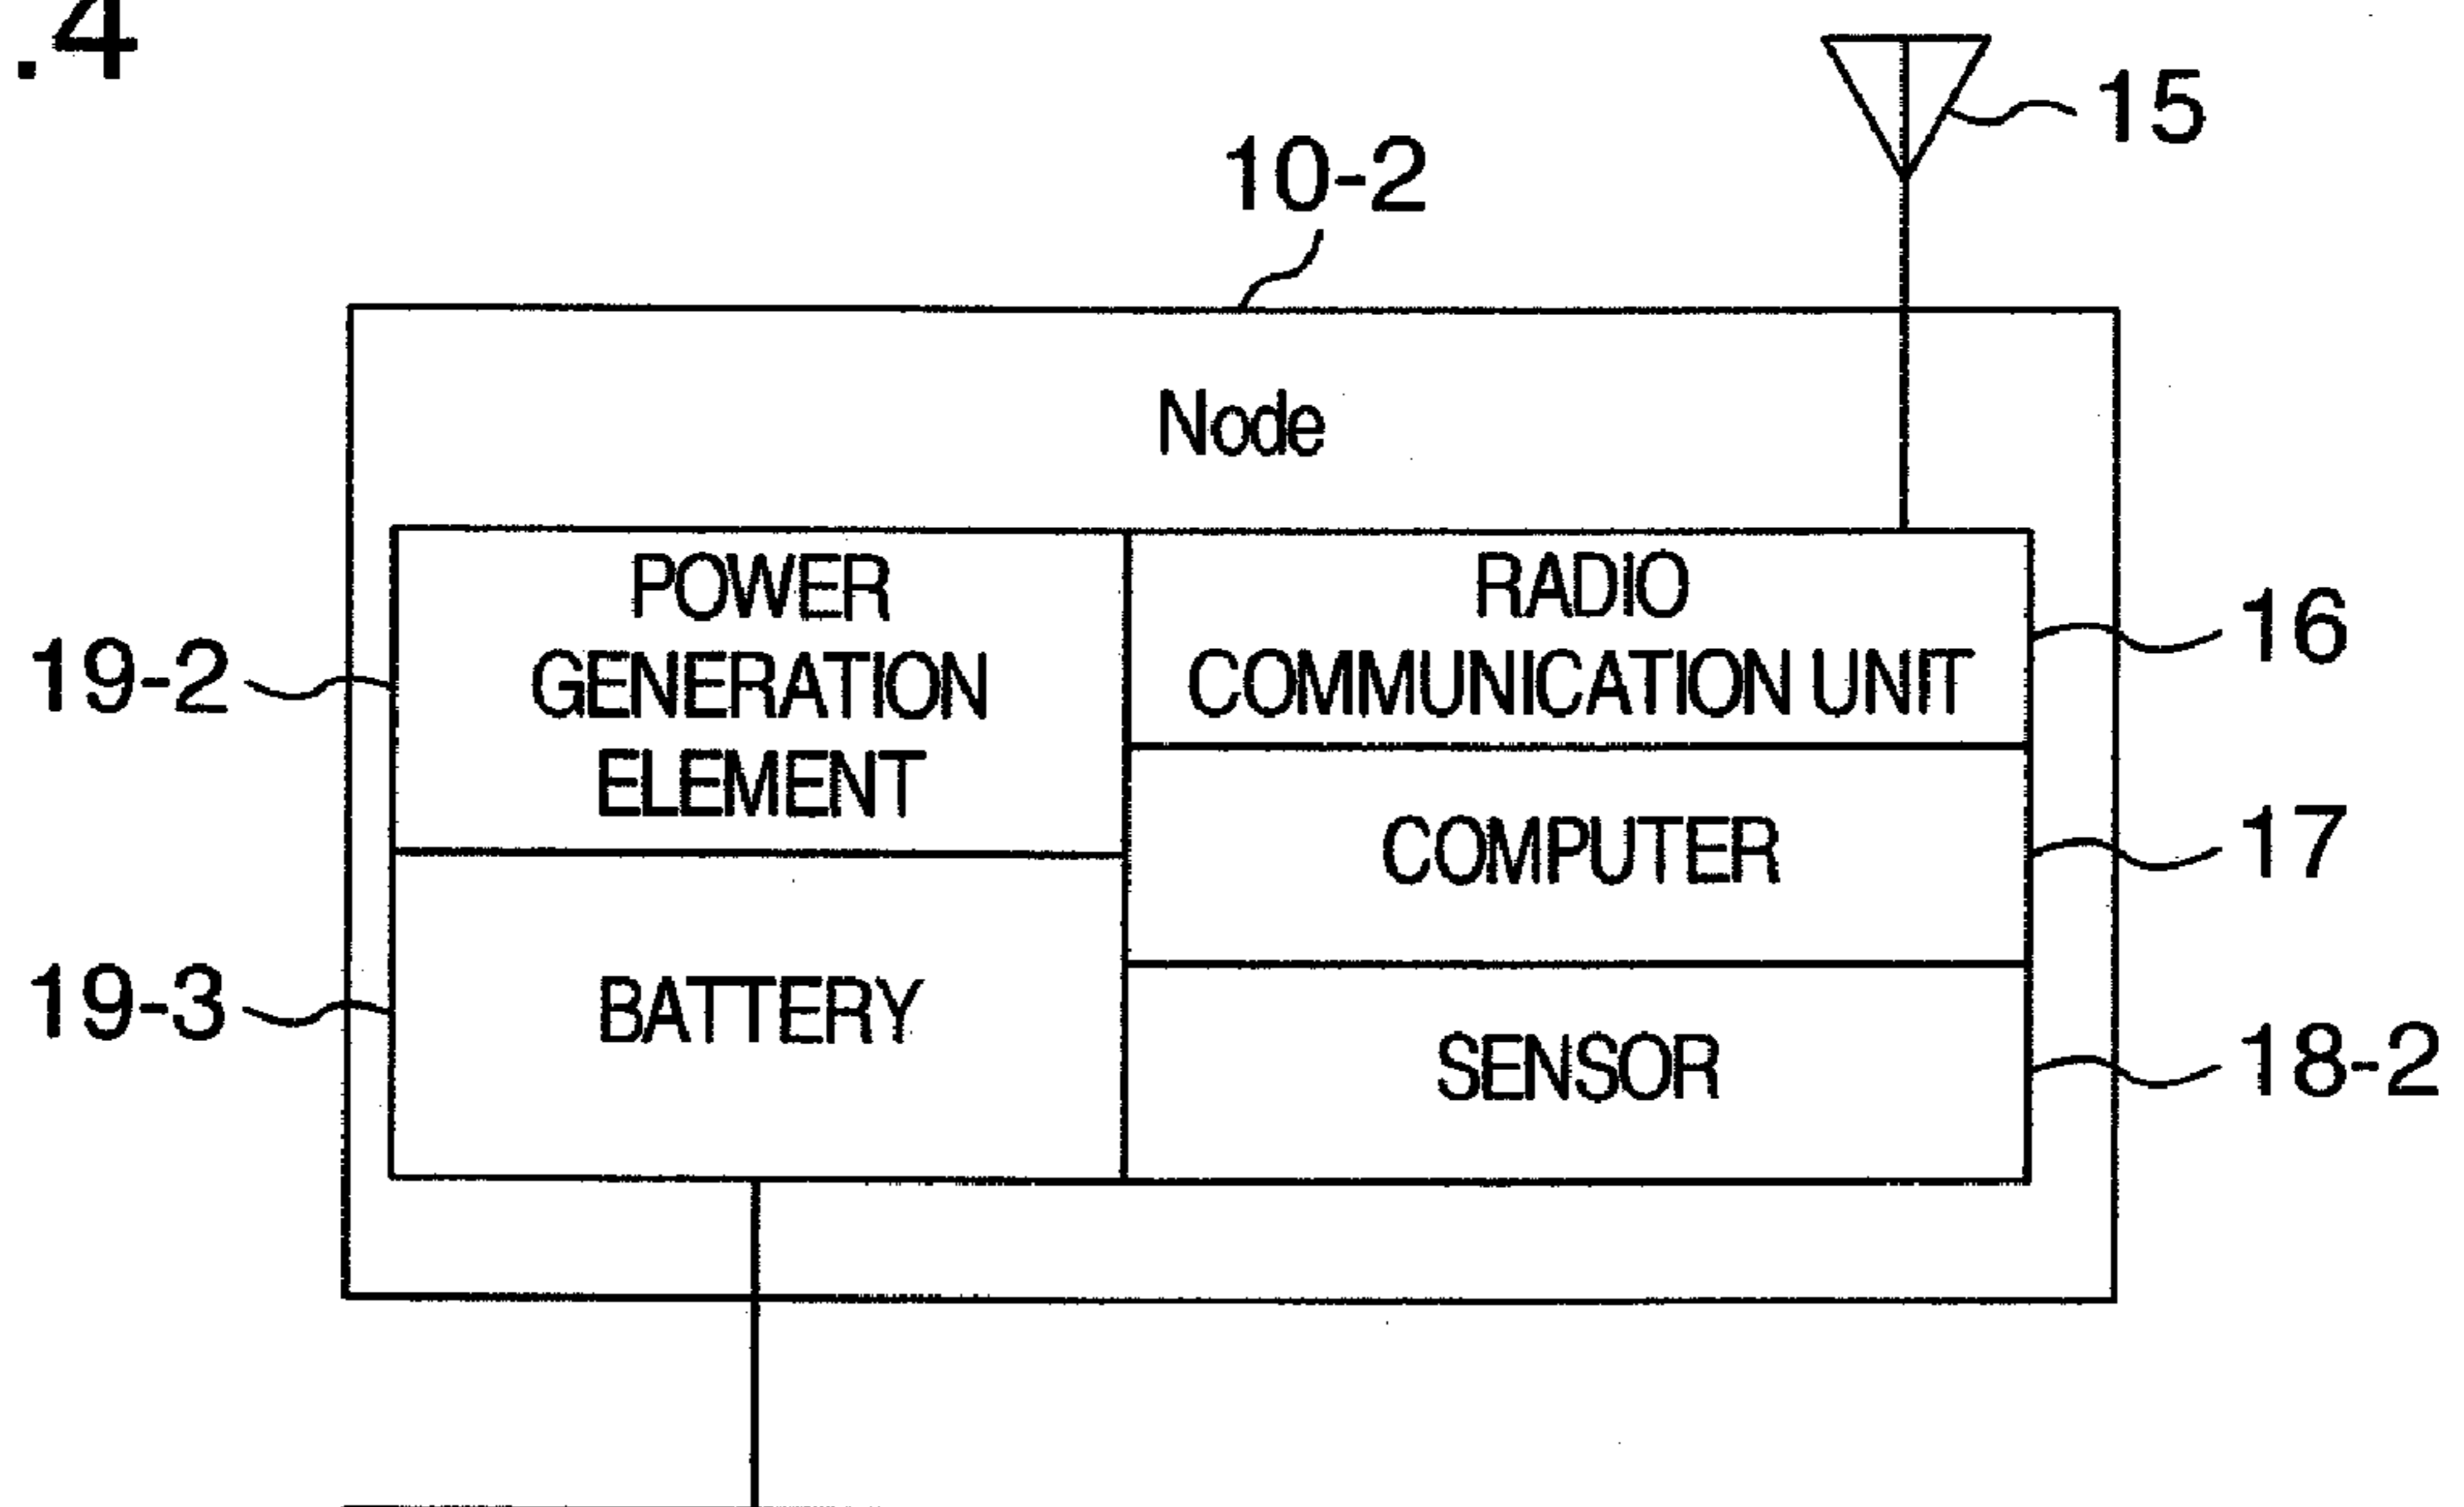 .4
15
10-2
Node
POWER
GENERATION
ELEMENT
RADIO
COMMUNICATION UNIT
19-2
16
COMPUTER
17
BATTERY
19-3
SENSOR
18-2